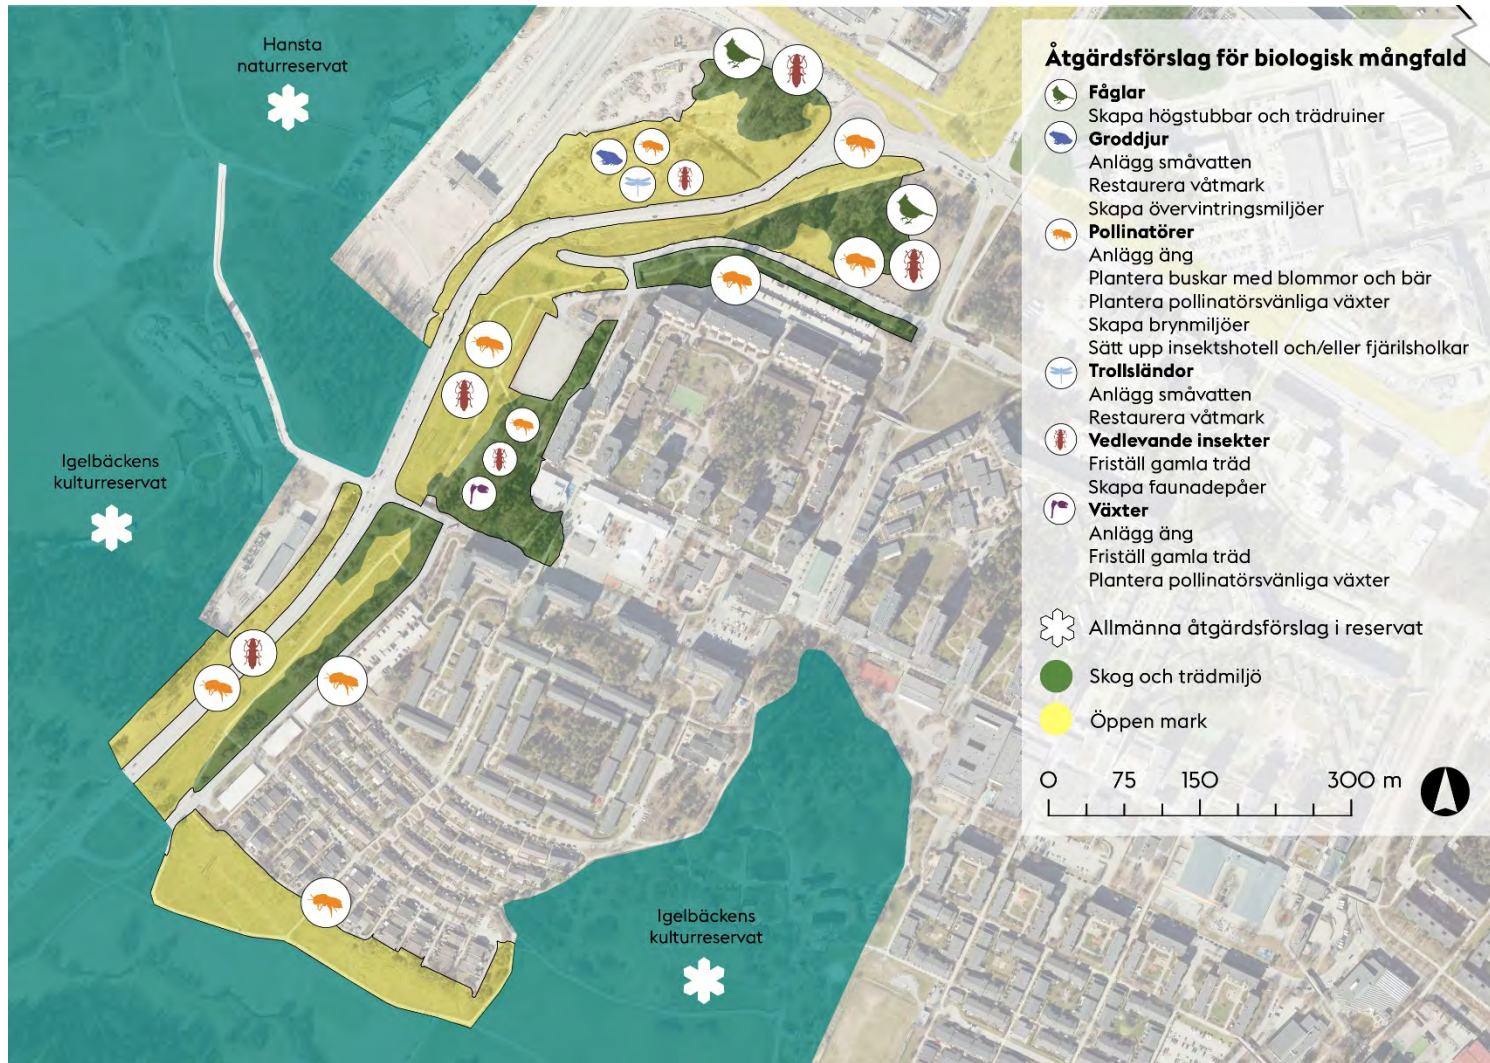 Hansta
naturreservat
Igelbäckens
kulturreservat
Igelbäckens
kulturreservat
Åtgärdsförslag för biologisk mångfald
Fåglar
Skapa högstubbar och trädruiner
Groddjur
Anlägg småvatten
Restaurera våtmark
Skapa övervintringsmiljöer
Pollinatörer
Anlägg äng
Plantera buskar med blommor och bär
Plantera pollinatörsvänliga växter
Skapa brynmiljöer
Sätt upp insektshotell och/eller fjärilsholkar
Trollsländor
Anlägg småvatten
Restaurera våtmark
Vedlevande insekter
Friställ gamla träd
Skapa faunadepåer
Växter
Anlägg äng
Friställ gamla träd
Plantera pollinatörsvänliga växter
Allmänna åtgärdsförslag i reservat
Skog och trädmiljö
Öppen mark
0 75 150 300 m